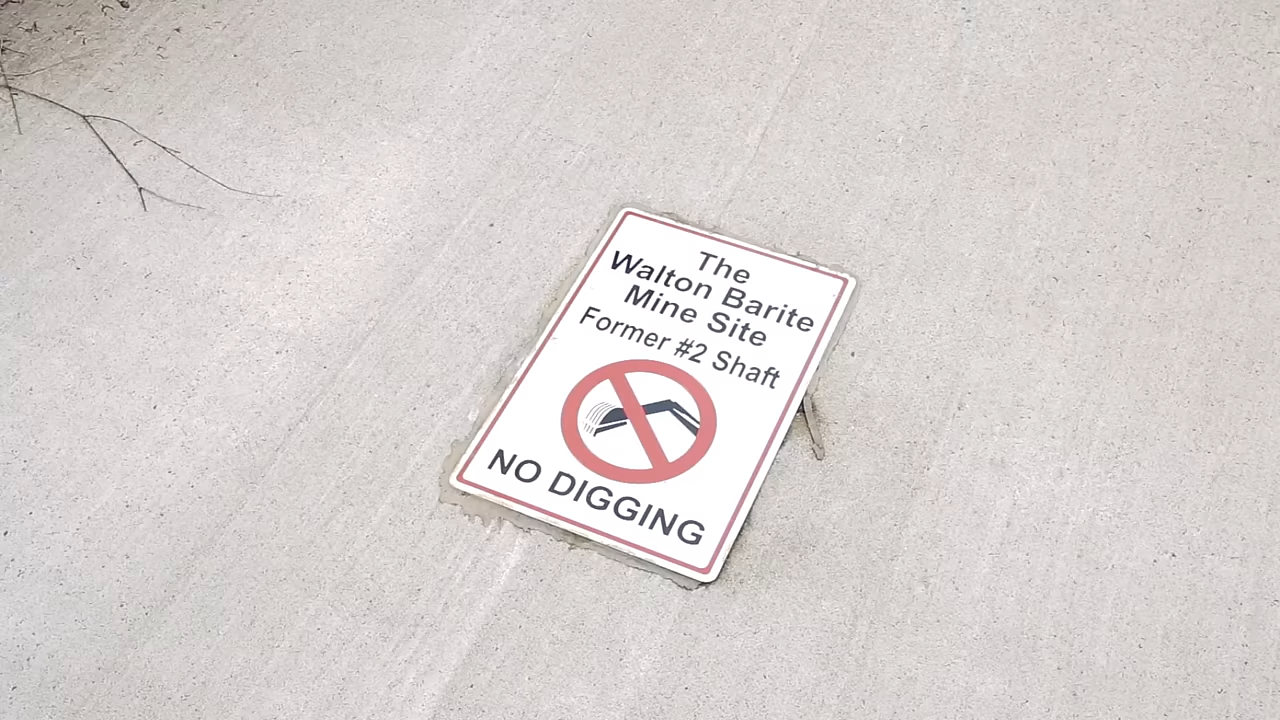 The
Walton Barite
Mine Site
Former #2 Shaft
NO DIGGING